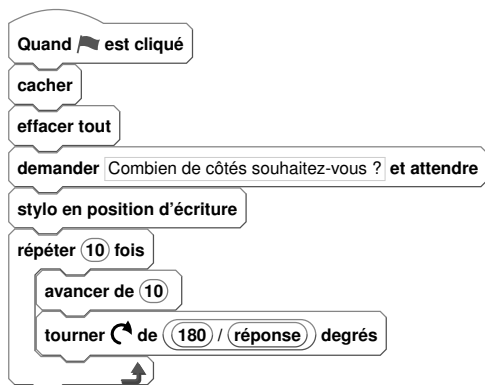 Quand est cliqué
cacher
effacer tout
demander Combien de côtés souhaitez-vous ? et attendre
stylo en position d'écriture
répéter 10 fois
avancer de 10
tourner de 180 / réponse degrés